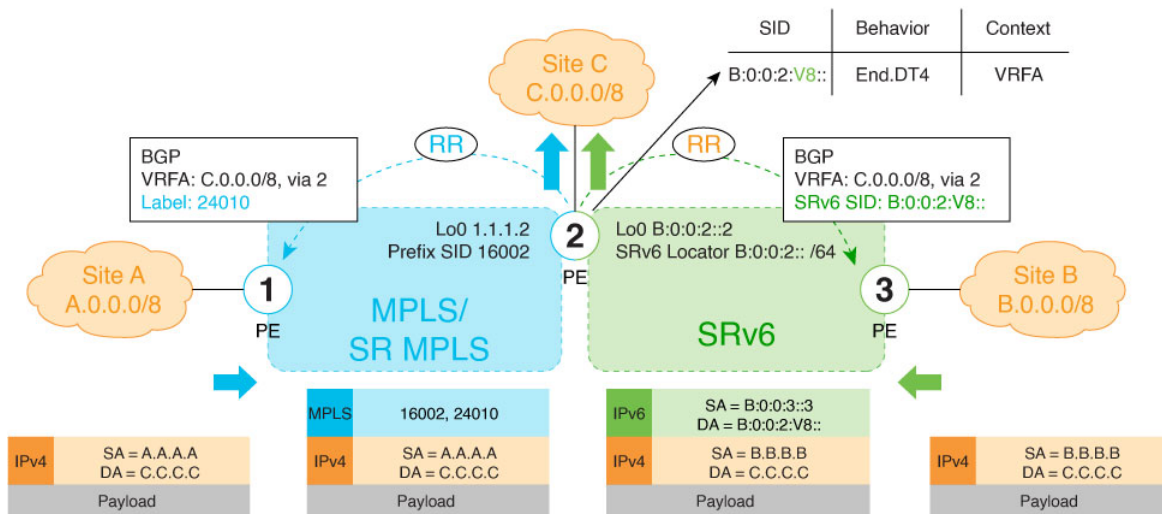 SID Behavior Context
B:0:0:2:V8:: End.DT4 VRFA
Site C
C.0.0.0/8
RR
RR
BGP
VRFA: C.0.0.0/8, via 2
Label: 24010
BGP
VRFA: C.0.0.0/8, via 2
SRv6 SID: B:0:0:2:V8::
Lo0 1.1.1.2
Prefix SID 16002
2
PE
Lo0 B:0:0:2::2
SRv6 Locator B:0:0:2:: /64
Site A
A.0.0.0/8
1
PE
MPLS/
SR MPLS
SRv6
3
PE
Site B
B.0.0.0/8
IPv4
SA = A.A.A.A
DA = C.C.C.C
Payload
MPLS
16002, 24010
IPv4
SA = A.A.A.A
DA = C.C.C.C
Payload
IPv6
SA = B:0:0:3::3
DA = B:0:0:2:V8::
IPv4
SA = B.B.B.B
DA = C.C.C.C
Payload
IPv4
SA = B.B.B.B
DA = C.C.C.C
Payload